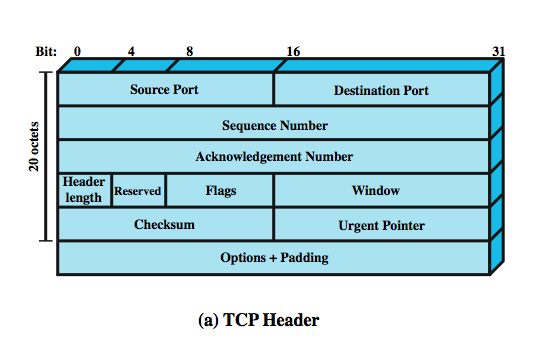 Bit: 0 4 8 16 31
20 octets
Source Port Destination Port
Sequence Number
Acknowledgement Number
Header
length Reserved Flags Window
Checksum Urgent Pointer
Options + Padding
(a) TCP Header